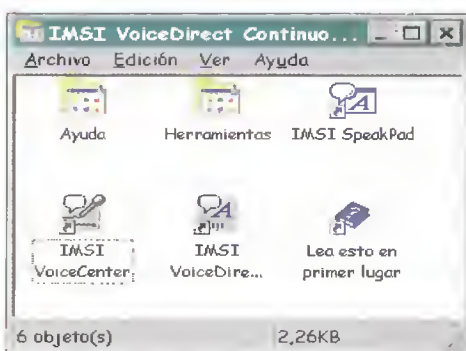 IMSI VoiceDirect Continuo...
Archivo Edición Ver Ayuda
Ayuda Herramientas IMSI SpeakPad
IMSI VoiceCenter
IMSI VoiceDire...
Lea esto en primer lugar
6 objeto(s) 2,26KB